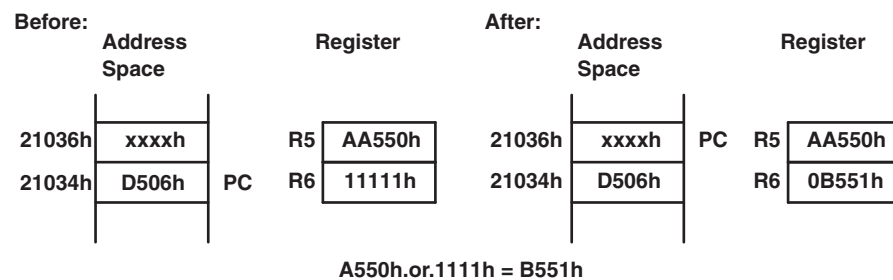 Before:
Address Space
Register
21036h xxxxh
R5 AA550h
21034h D506h PC
R6 11111h
After:
Address Space
Register
21036h xxxxh PC
R5 AA550h
21034h D506h
R6 0B551h
A550h.or.1111h = B551h